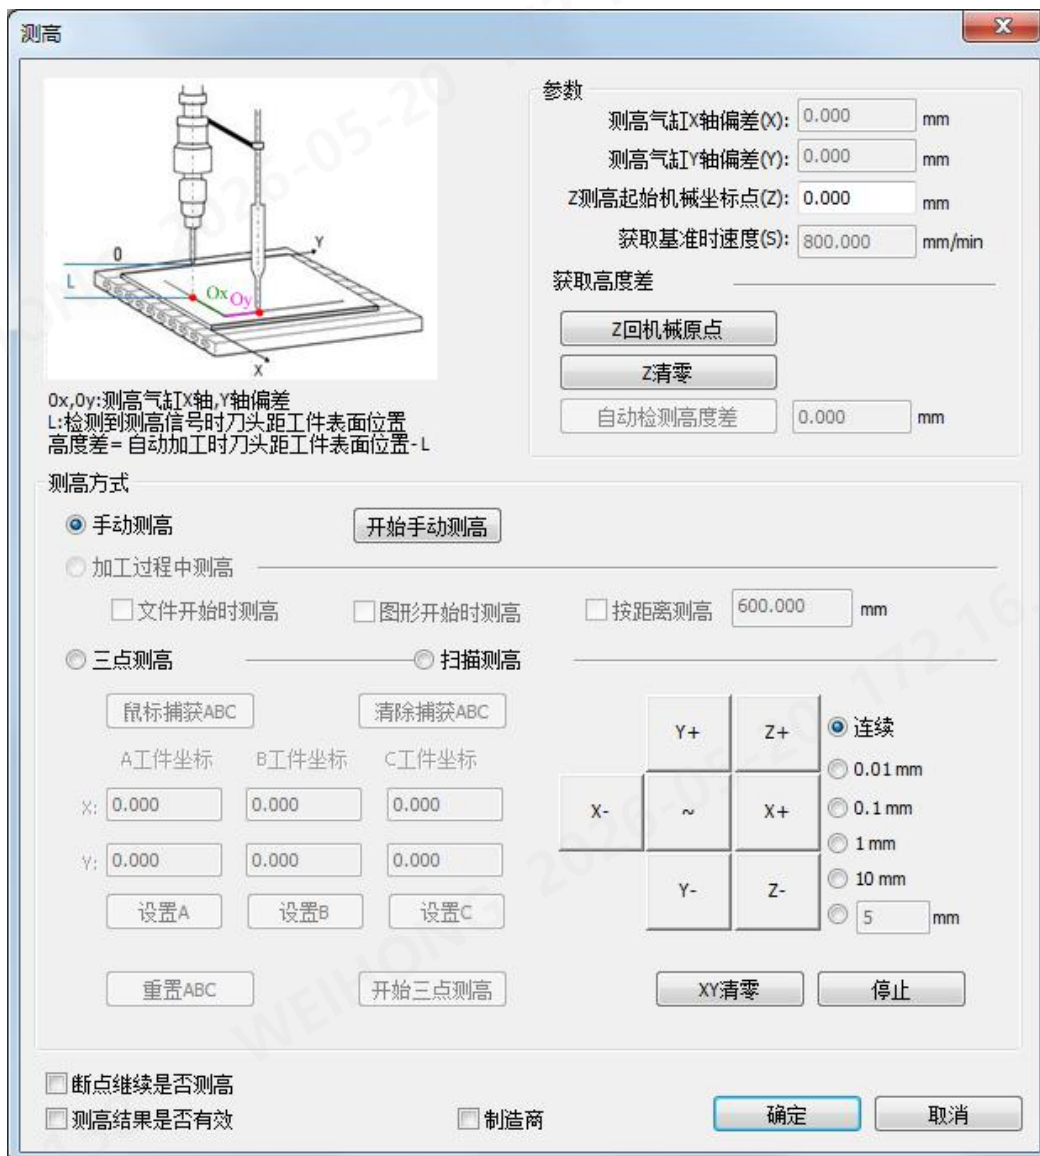 测高
0
Y
L
Ox
Oy
X
Ox,Oy:测高气缸X轴,Y轴偏差
L:检测到测高信号时刀头距工件表面位置
高度差= 自动加工时刀头距工件表面位置-L
参数
测高气缸X轴偏差(X): 0.000 mm
测高气缸Y轴偏差(Y): 0.000 mm
Z测高起始机械坐标点(Z): 0.000 mm
获取基准时速度(S): 800.000 mm/min
获取高度差
Z回机械原点
Z清零
自动检测高度差 0.000 mm
测高方式
手动测高 开始手动测高
加工过程中测高
文件开始时测高 图形开始时测高 按距离测高 600.000 mm
三点测高 扫描测高
鼠标捕获ABC 清除捕获ABC
A工件坐标 B工件坐标 C工件坐标
X: 0.000 0.000 0.000
Y: 0.000 0.000 0.000
设置A 设置B 设置C
重置ABC 开始三点测高
Y+ Z+
X- ~ X+
Y- Z-
连续
0.01 mm
0.1 mm
1 mm
10 mm
5 mm
XY清零 停止
断点继续是否测高
测高结果是否有效 制造商 确定 取消
WEIHONG 2026-05-20 172.16.